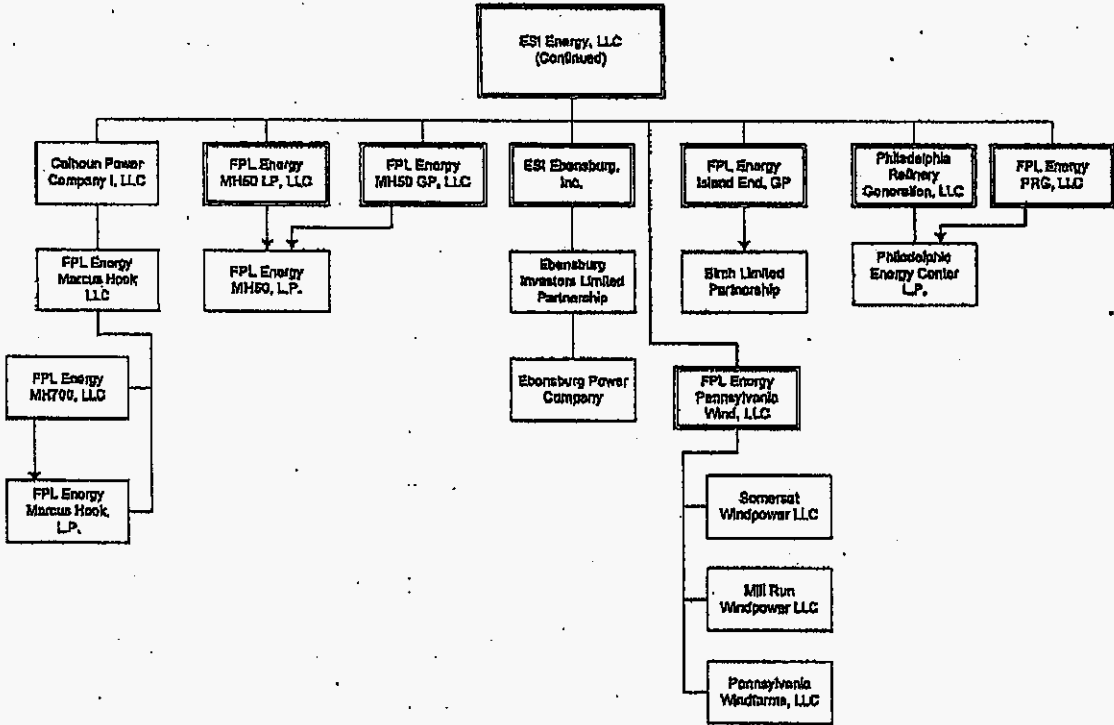 ESI Energy, LLC
(Continued)
Calhoun Power
Company I, LLC
FPL Energy
MH50 LP, LLC
FPL Energy
MH50 GP, LLC
ESI Ebensburg,
Inc.
FPL Energy
Island End, GP
Philadelphia
Refinery
Generation, LLC
FPL Energy
PRG, LLC
FPL Energy
Marcus Hook,
LLC
FPL Energy
MH50, L.P.
Ebensburg
Investors Limited
Partnership
Birch Limited
Partnership
Philadelphia
Energy Center
L.P.
FPL Energy
MH700, LLC
Ebensburg Power
Company
FPL Energy
Pennsylvania
Wind, LLC
FPL Energy
Marcus Hook,
L.P.
Somerset
Windpower LLC
Mill Run
Windpower LLC
Pennsylvania
Windfarms, LLC